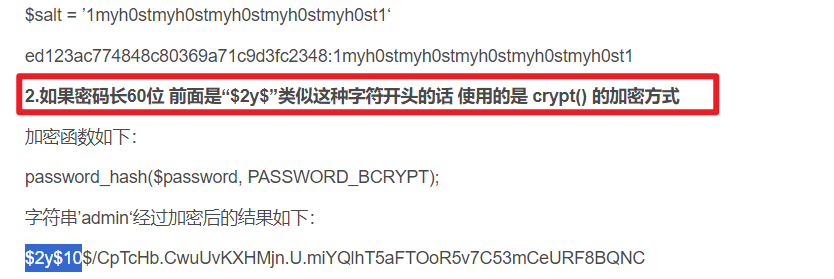 $salt = '1myh0stmyh0stmyh0stmyh0stmyh0st1‘
ed123ac774848c80369a71c9d3fc2348:1myh0stmyh0stmyh0stmyh0stmyh0st1
2.如果密码长60位 前面是“$2y$”类似这种字符开头的话 使用的是 crypt() 的加密方式
加密函数如下：
password_hash($password, PASSWORD_BCRYPT);
字符串’admin‘经过加密后的结果如下：
$2y$10$/CpTcHb.CwuUvKXHMjn.U.miYQlhT5aFTOoR5v7C53mCeURF8BQNC